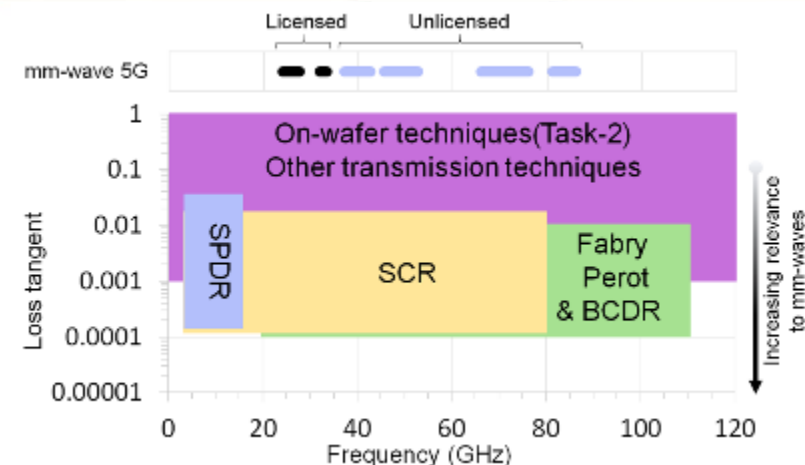 Licensed Unlicensed
mm-wave 5G
1
0.1
0.01
0.001
0.0001
0.00001
Loss tangent
On-wafer techniques(Task-2)
Other transmission techniques
SPDR
SCR
Fabry
Perot
& BCDR
Increasing relevance
to mm-waves
0 20 40 60 80 100 120
Frequency (GHz)